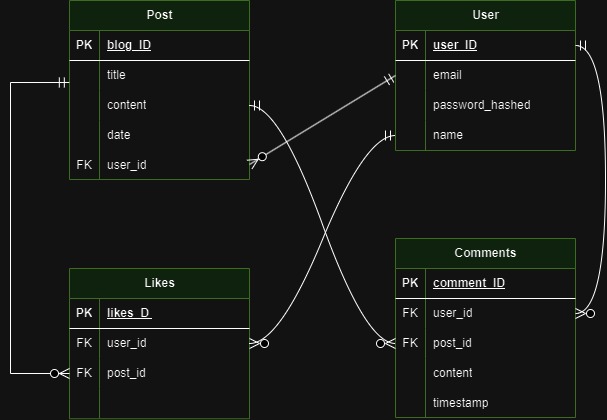 Post
PK blog_ID
title
content
date
FK user_id
User
PK user_ID
email
password_hashed
name
Likes
PK likes_D
FK user_id
FK post_id
Comments
PK comment_ID
FK user_id
FK post_id
content
timestamp